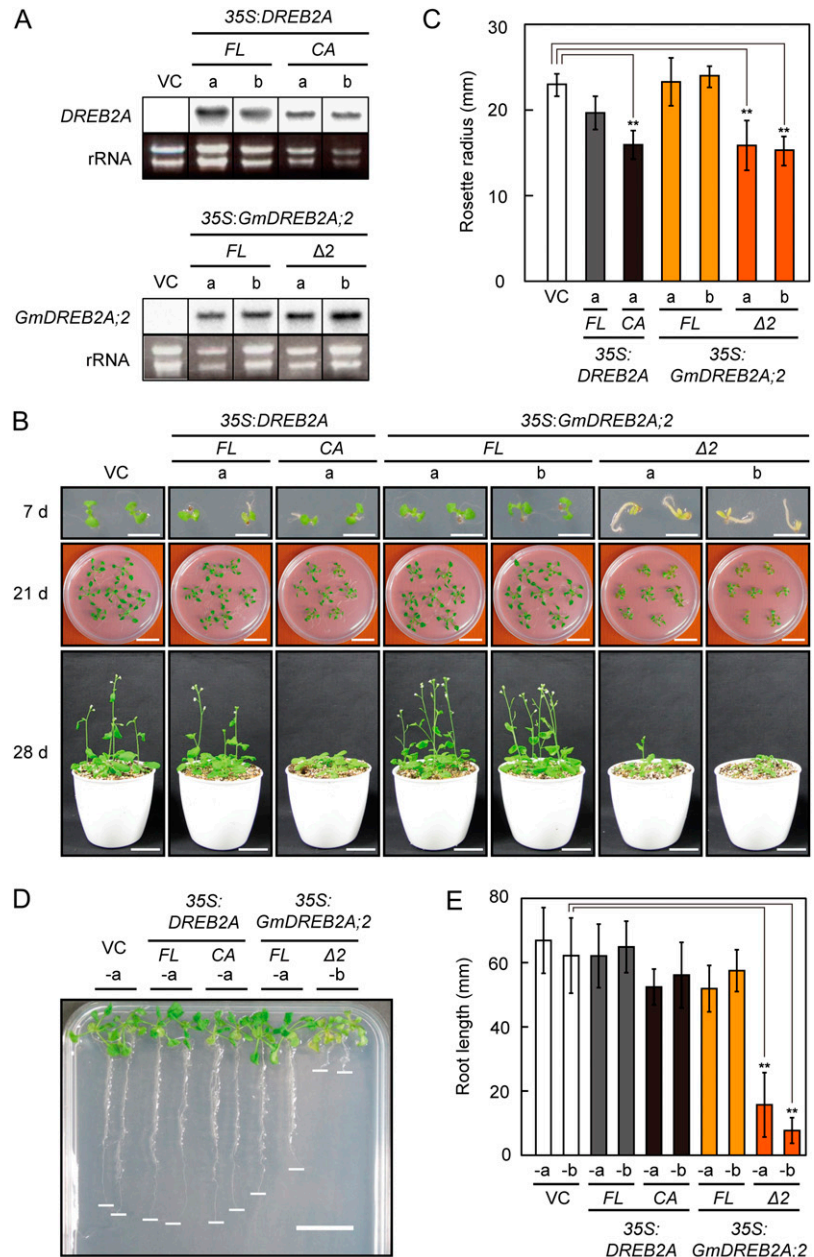 A
35S:DREB2A
FL CA
VC a b a b
DREB2A
rRNA
35S:GmDREB2A;2
FL Δ2
VC a b a b
GmDREB2A;2
rRNA
C
Rosette radius (mm)
30
20
10
0
** ** **
VC a a a b a b
FL CA FL Δ2
35S: 35S:
DREB2A GmDREB2A;2
B
35S:DREB2A 35S:GmDREB2A;2
FL CA FL Δ2
VC a a a b a b
7 d
21 d
28 d
D
35S: 35S:
DREB2A GmDREB2A;2
VC FL CA FL Δ2
-a -a -a -a -b
E
Root length (mm)
80
60
40
20
0
** **
-a -b -a -b -a -b -a -b -a -b
VC FL CA FL Δ2
35S: 35S:
DREB2A GmDREB2A:2